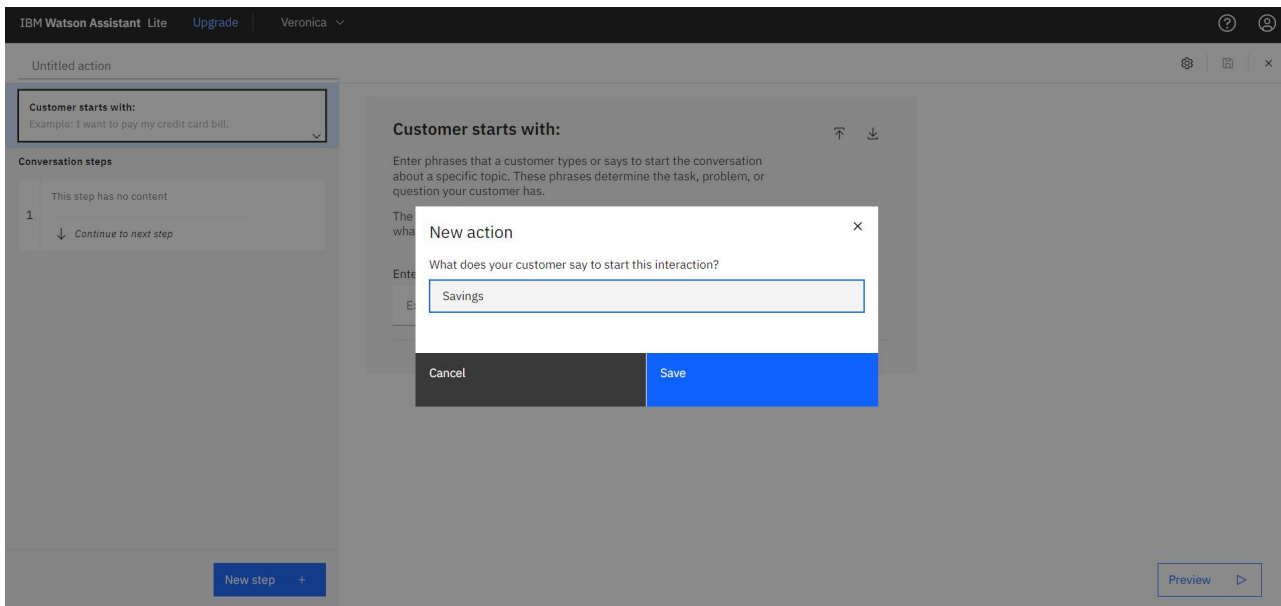 IBM Watson Assistant Lite Upgrade Veronica
Untitled action
Customer starts with:
Example: I want to pay my credit card bill.
Conversation steps
This step has no content
1
Continue to next step
New step +
Customer starts with:
Enter phrases that a customer types or says to start the conversation
about a specific topic. These phrases determine the task, problem, or
question your customer has.
The
wha
Ente
E
New action
What does your customer say to start this interaction?
Savings
Cancel Save
Preview